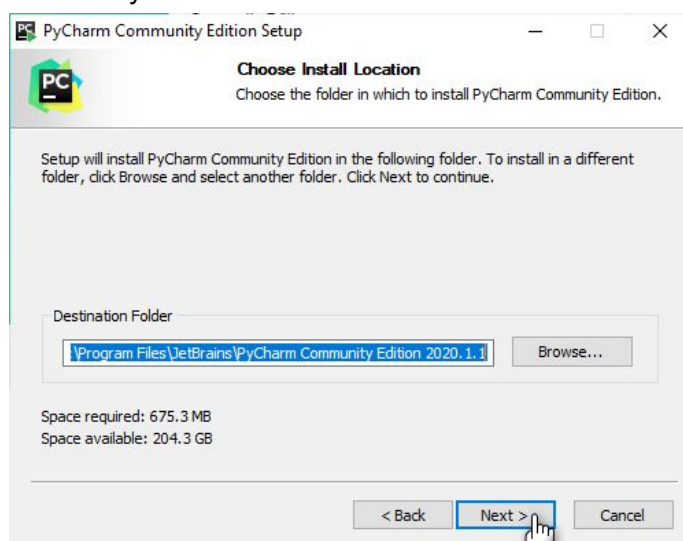 PyCharm Community Edition Setup
PC
Choose Install Location
Choose the folder in which to install PyCharm Community Edition.
Setup will install PyCharm Community Edition in the following folder. To install in a different
folder, click Browse and select another folder. Click Next to continue.
Destination Folder
:\Program Files\JetBrains\PyCharm Community Edition 2020.1.1
Browse...
Space required: 675.3 MB
Space available: 204.3 GB
< Back
Next >
Cancel